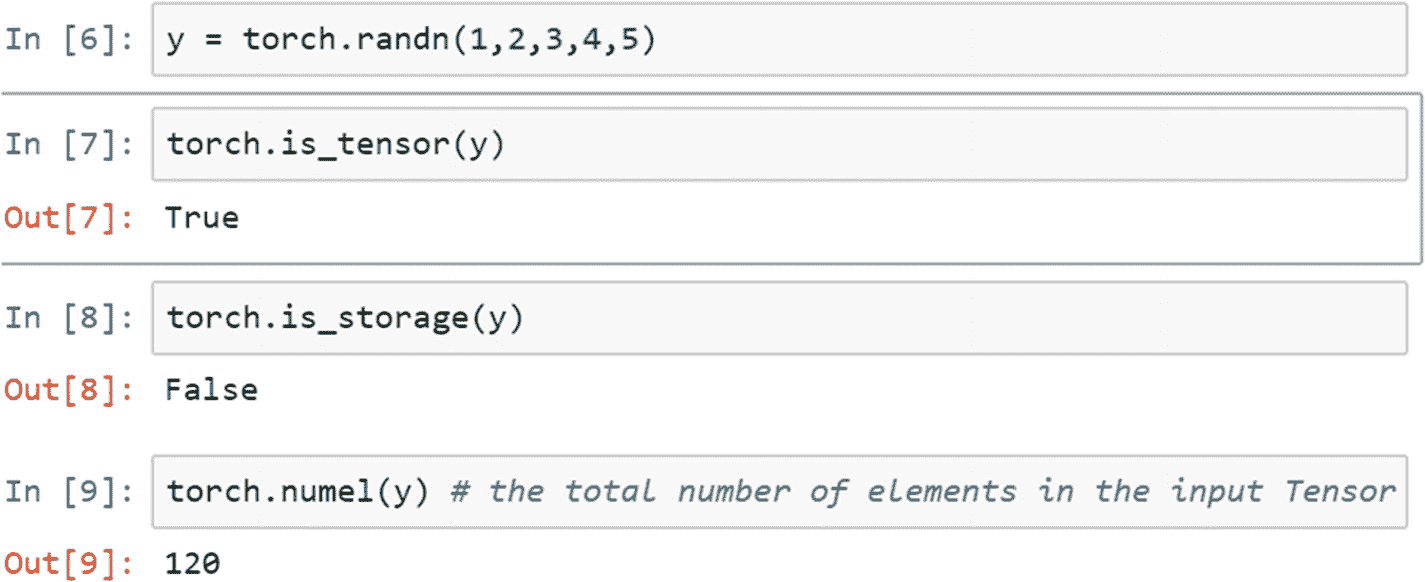 In [6]: y = torch.randn(1,2,3,4,5)
In [7]: torch.is_tensor(y)
Out[7]: True
In [8]: torch.is_storage(y)
Out[8]: False
In [9]: torch.numel(y) # the total number of elements in the input Tensor
Out[9]: 120